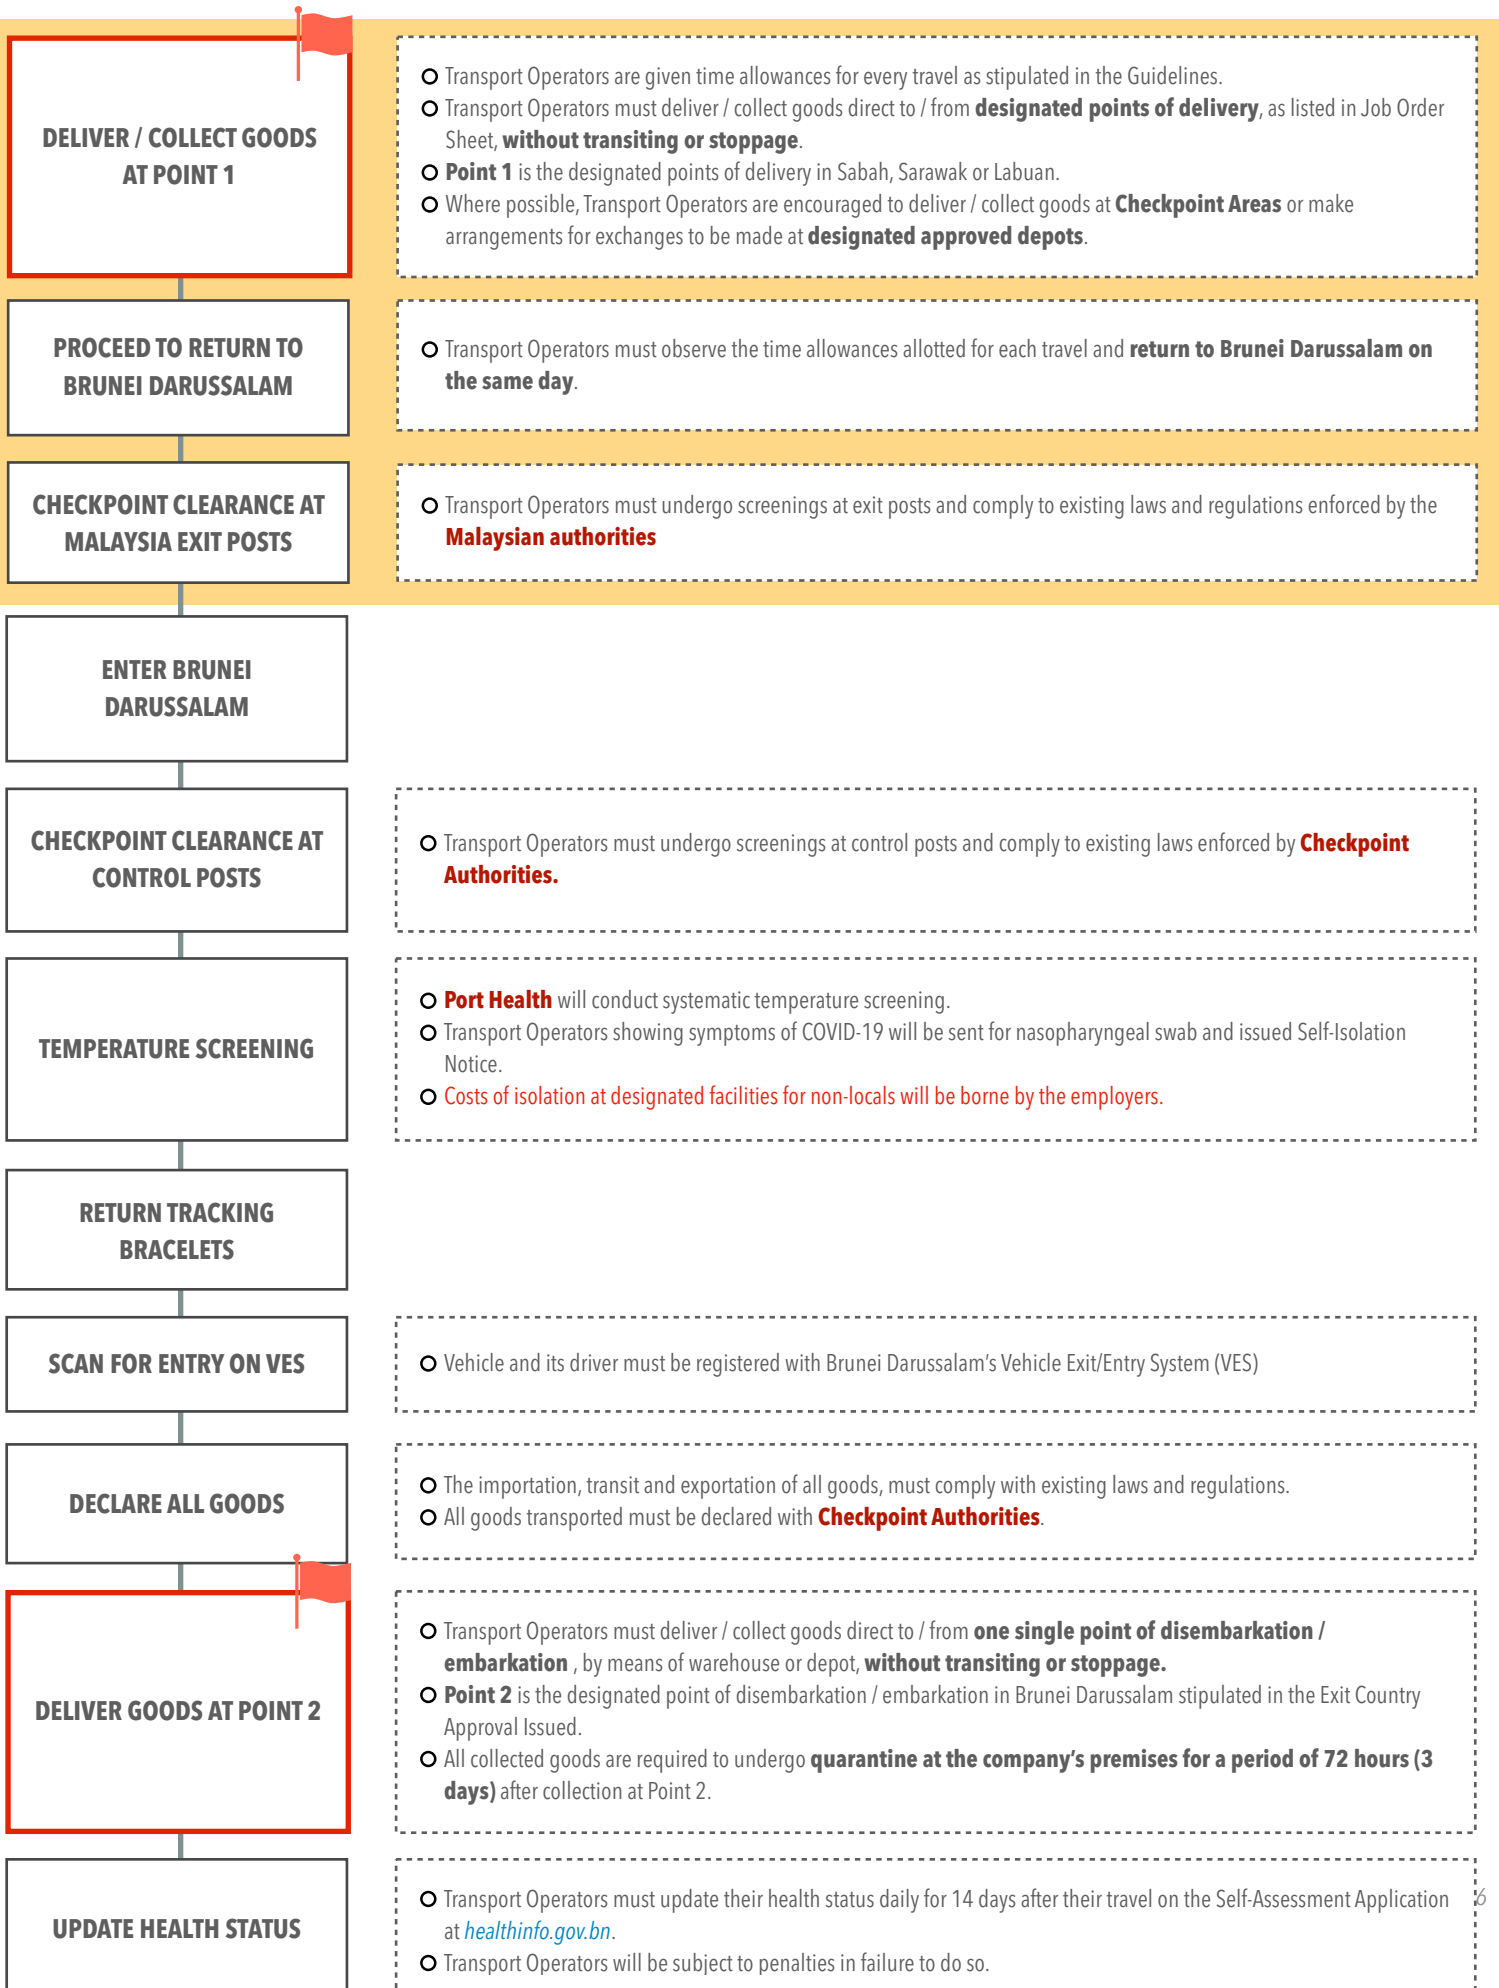 DELIVER / COLLECT GOODS
AT POINT 1
Transport Operators are given time allowances for every travel as stipulated in the Guidelines.
Transport Operators must deliver / collect goods direct to / from designated points of delivery, as listed in Job Order
Sheet, without transiting or stoppage.
Point 1 is the designated points of delivery in Sabah, Sarawak or Labuan.
Where possible, Transport Operators are encouraged to deliver / collect goods at Checkpoint Areas or make
arrangements for exchanges to be made at designated approved depots.
PROCEED TO RETURN TO
BRUNEI DARUSSALAM
Transport Operators must observe the time allowances allotted for each travel and return to Brunei Darussalam on
the same day.
CHECKPOINT CLEARANCE AT
MALAYSIA EXIT POSTS
Transport Operators must undergo screenings at exit posts and comply to existing laws and regulations enforced by the
Malaysian authorities
ENTER BRUNEI
DARUSSALAM
CHECKPOINT CLEARANCE AT
CONTROL POSTS
Transport Operators must undergo screenings at control posts and comply to existing laws enforced by Checkpoint
Authorities.
TEMPERATURE SCREENING
Port Health will conduct systematic temperature screening.
Transport Operators showing symptoms of COVID-19 will be sent for nasopharyngeal swab and issued Self-Isolation
Notice.
Costs of isolation at designated facilities for non-locals will be borne by the employers.
RETURN TRACKING
BRACELETS
SCAN FOR ENTRY ON VES
Vehicle and its driver must be registered with Brunei Darussalam's Vehicle Exit/Entry System (VES)
DECLARE ALL GOODS
The importation, transit and exportation of all goods, must comply with existing laws and regulations.
All goods transported must be declared with Checkpoint Authorities.
DELIVER GOODS AT POINT 2
Transport Operators must deliver / collect goods direct to / from one single point of disembarkation /
embarkation , by means of warehouse or depot, without transiting or stoppage.
Point 2 is the designated point of disembarkation / embarkation in Brunei Darussalam stipulated in the Exit Country
Approval Issued.
All collected goods are required to undergo quarantine at the company's premises for a period of 72 hours (3
days) after collection at Point 2.
UPDATE HEALTH STATUS
Transport Operators must update their health status daily for 14 days after their travel on the Self-Assessment Application
at healthinfo.gov.bn.
Transport Operators will be subject to penalties in failure to do so.
6